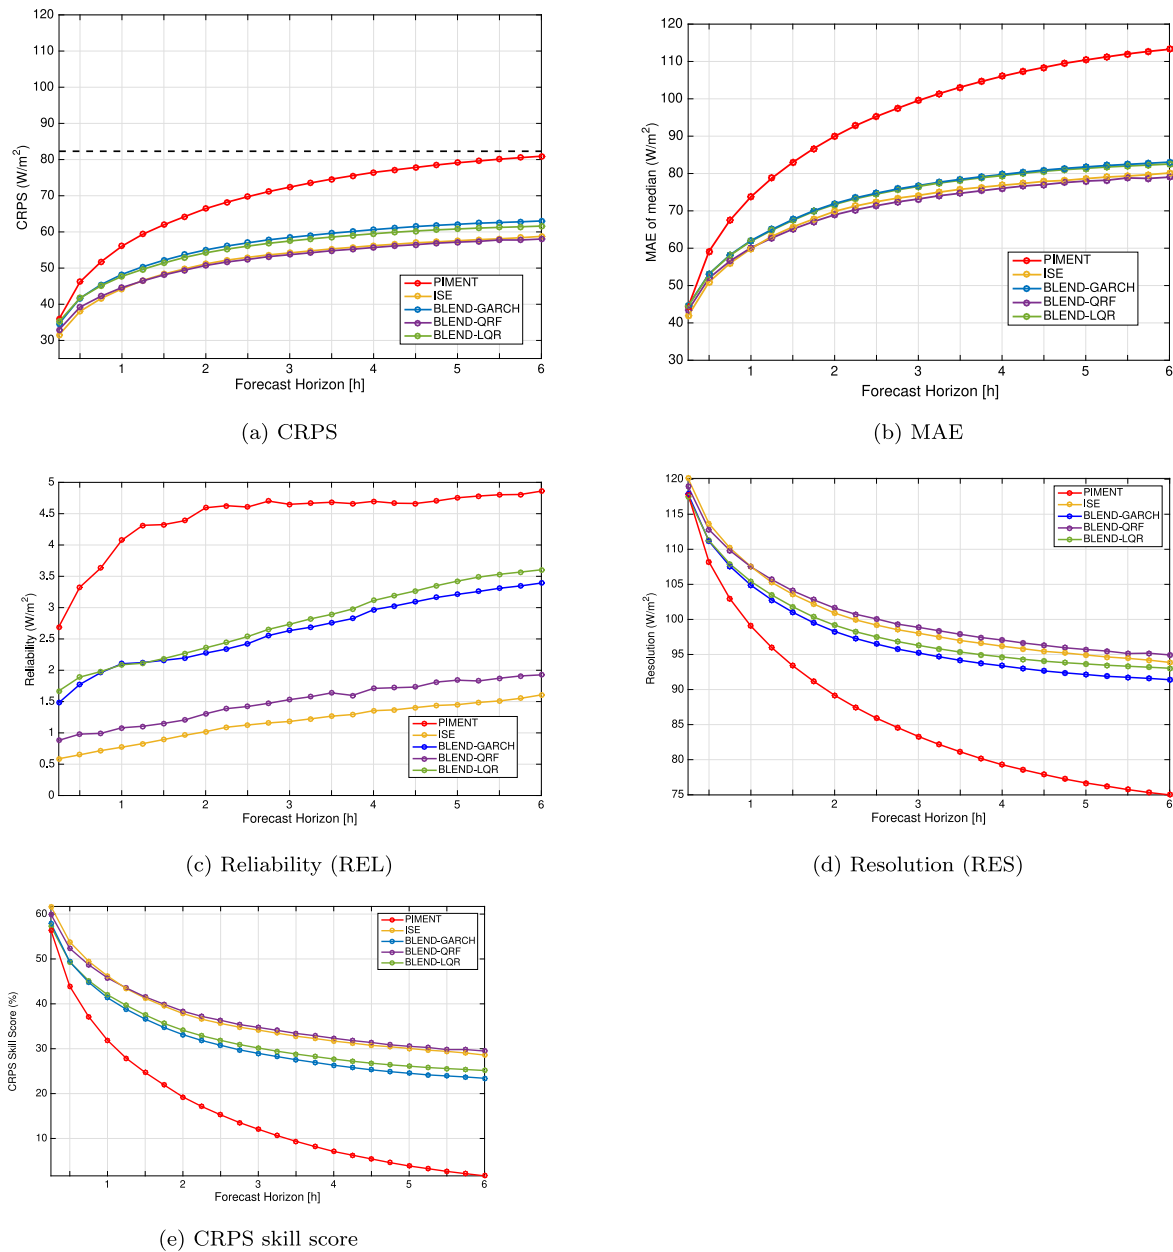 120
110
100
90
80
70
60
50
40
30
CRPS (W/m²)
PIMENT
ISE
BLEND-GARCH
BLEND-QRF
BLEND-LQR
1 2 3 4 5 6
Forecast Horizon [h]
(a) CRPS
120
110
100
90
80
70
60
50
40
30
MAE of median (W/m²)
PIMENT
ISE
BLEND-GARCH
BLEND-QRF
BLEND-LQR
1 2 3 4 5 6
Forecast Horizon [h]
(b) MAE
5
4.5
4
3.5
3
2.5
2
1.5
1
0.5
0
Reliability (W/m²)
PIMENT
ISE
BLEND-GARCH
BLEND-QRF
BLEND-LQR
1 2 3 4 5 6
Forecast Horizon [h]
(c) Reliability (REL)
120
115
110
105
100
95
90
85
80
75
Resolution (W/m²)
PIMENT
ISE
BLEND-GARCH
BLEND-QRF
BLEND-LQR
1 2 3 4 5 6
Forecast Horizon [h]
(d) Resolution (RES)
60
50
40
30
20
10
CRPS Skill Score (%)
PIMENT
ISE
BLEND-GARCH
BLEND-QRF
BLEND-LQR
1 2 3 4 5 6
Forecast Horizon [h]
(e) CRPS skill score